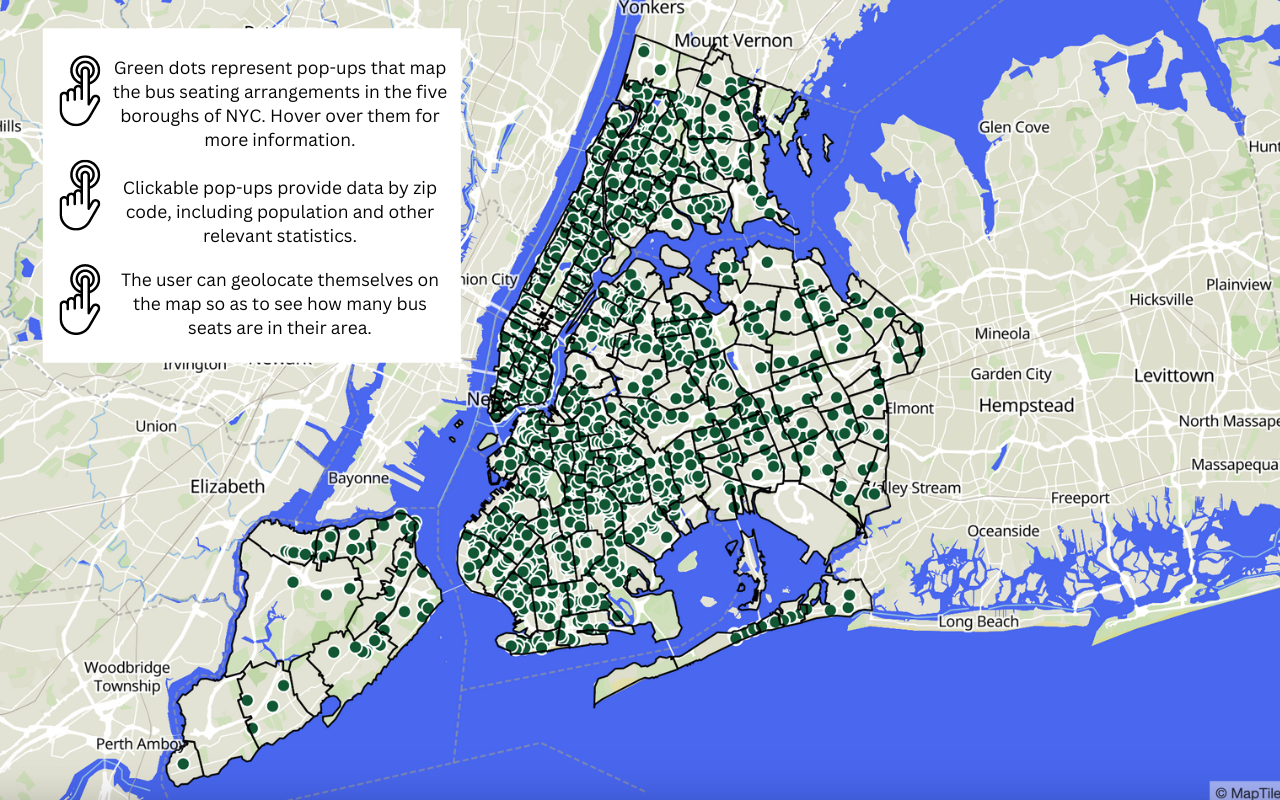 Yonkers
Mount Vernon
Green dots represent pop-ups that map
the bus seating arrangements in the five
boroughs of NYC. Hover over them for
more information.
Clickable pop-ups provide data by zip
code, including population and other
relevant statistics.
The user can geolocate themselves on
the map so as to see how many bus
seats are in their area.
ills
Glen Cove
Hunt
nion City
Plainview
Hicksville
Mineola
Irvington
Garden City
Levittown
Ne
Elmont
Hempstead
North Massape
Union
Massapequa
Elizabeth
Bayonne
Valley Stream
Freeport
Oceanside
Long Beach
Woodbridge
Township
Perth Amboy
© MapTile